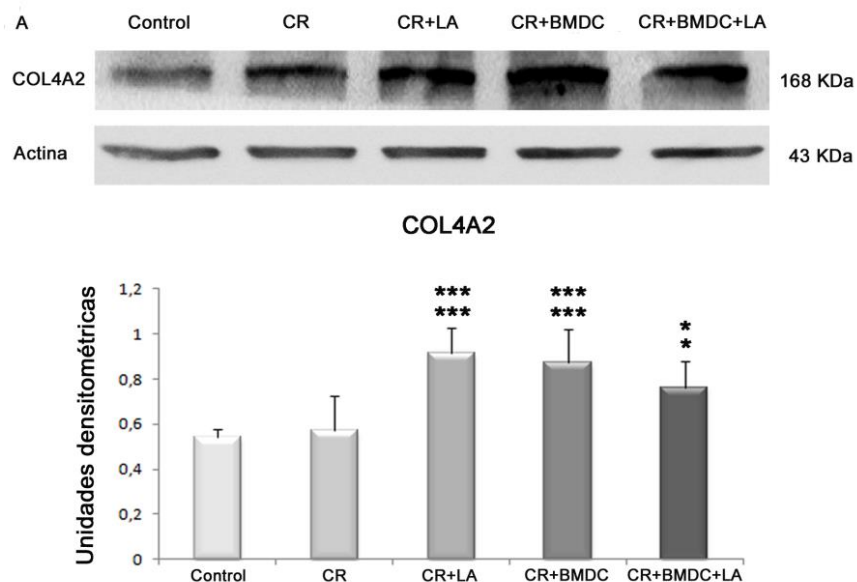 A
Control CR CR+LA CR+BMDC CR+BMDC+LA
COL4A2 168 KDa
Actina 43 KDa
COL4A2
Unidades densitométricas
1,2
1
0,8
0,6
0,4
0,2
0
*** *** *
*** *** *
Control CR CR+LA CR+BMDC CR+BMDC+LA